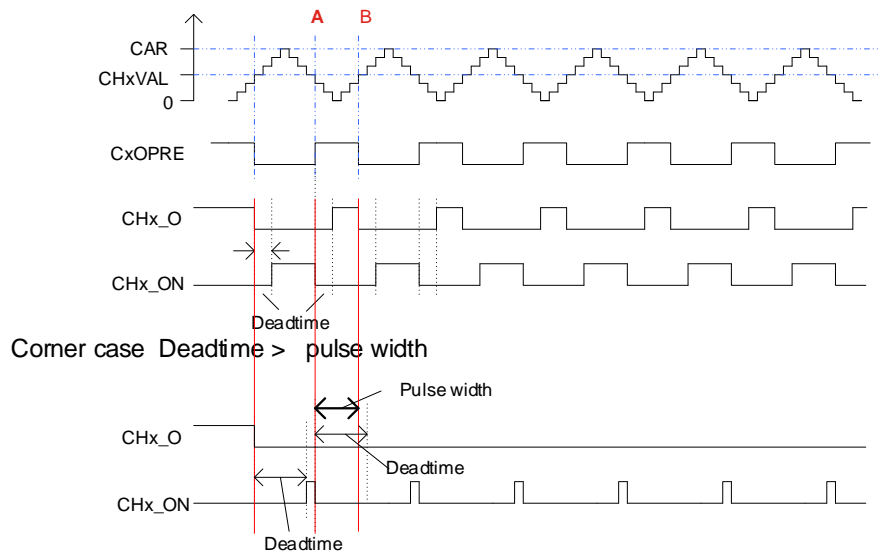 A B
CAR
CHxVAL
0
CxOPRE
CHx_O
CHx_ON
Deadtime
Corner case Deadtime > pulse width
Pulse width
CHx_O
Deadtime
CHx_ON
Deadtime